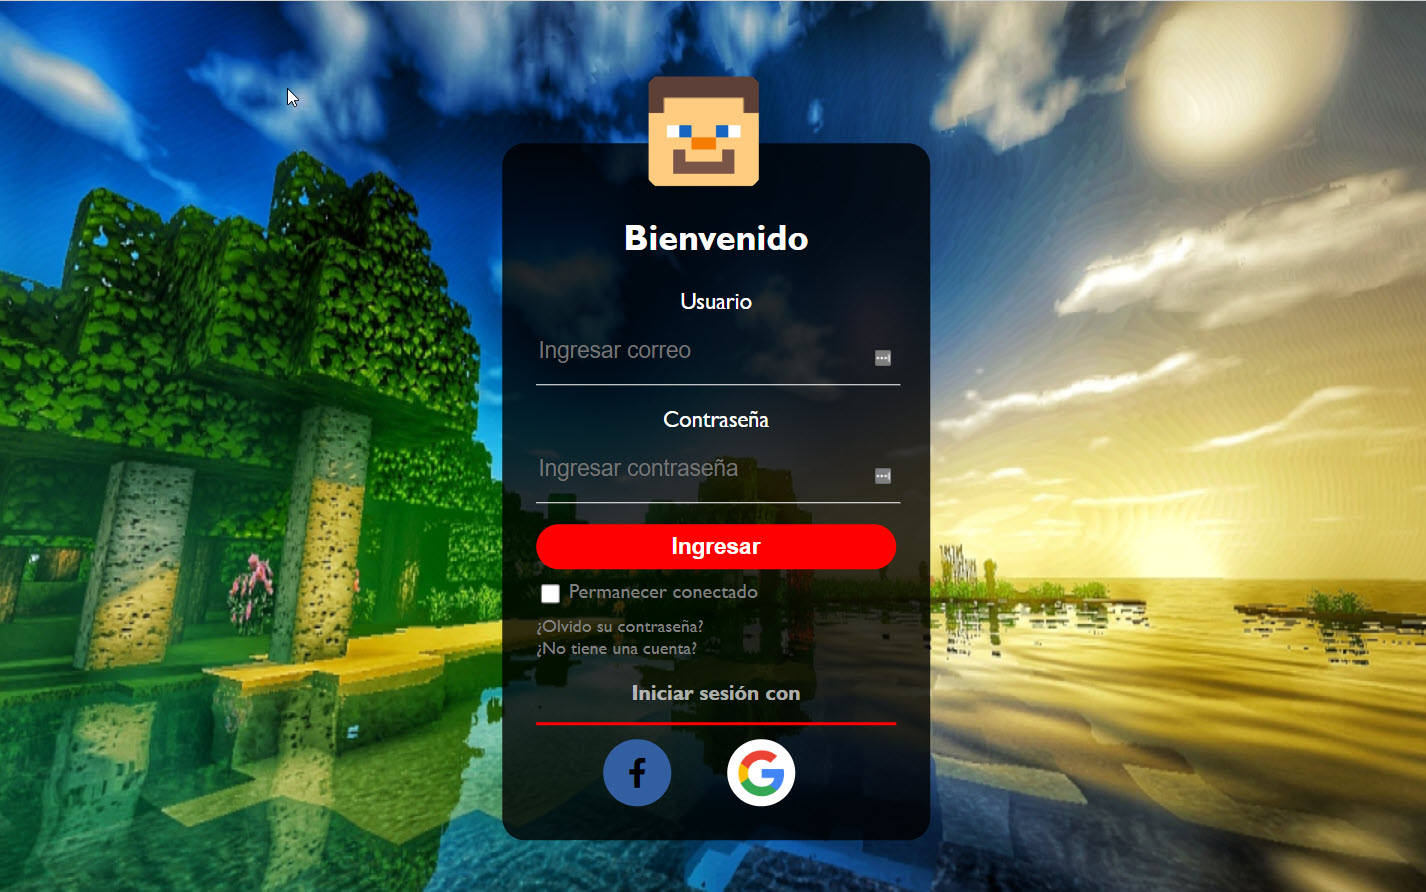 Bienvenido
Usuario
Ingresar correo
Contraseña
Ingresar contraseña
Ingresar
Permanecer conectado
¿Olvido su contraseña?
¿No tiene una cuenta?
Iniciar sesión con